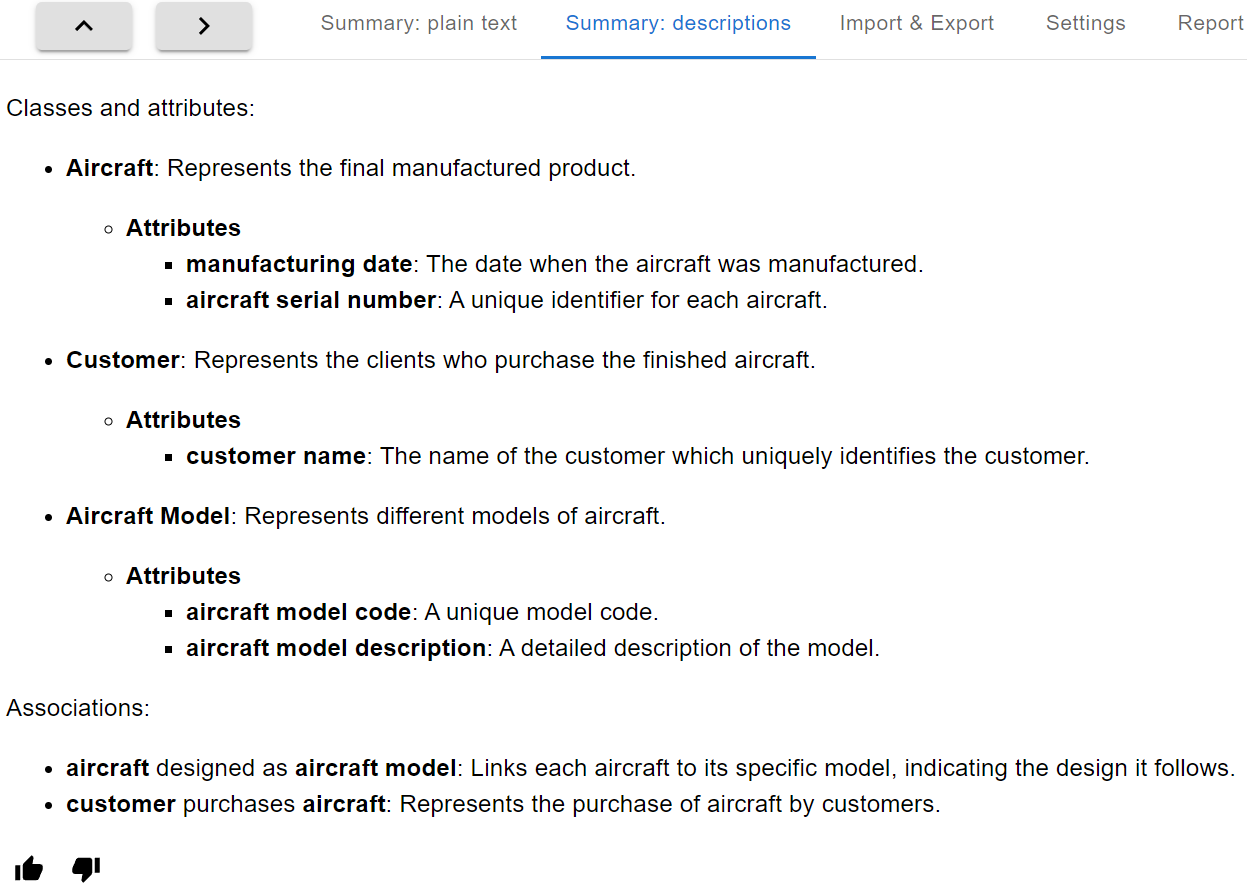 Summary: plain text Summary: descriptions Import & Export Settings Report
Classes and attributes:
Aircraft: Represents the final manufactured product.
Attributes
manufacturing date: The date when the aircraft was manufactured.
aircraft serial number: A unique identifier for each aircraft.
Customer: Represents the clients who purchase the finished aircraft.
Attributes
customer name: The name of the customer which uniquely identifies the customer.
Aircraft Model: Represents different models of aircraft.
Attributes
aircraft model code: A unique model code.
aircraft model description: A detailed description of the model.
Associations:
aircraft designed as aircraft model: Links each aircraft to its specific model, indicating the design it follows.
customer purchases aircraft: Represents the purchase of aircraft by customers.